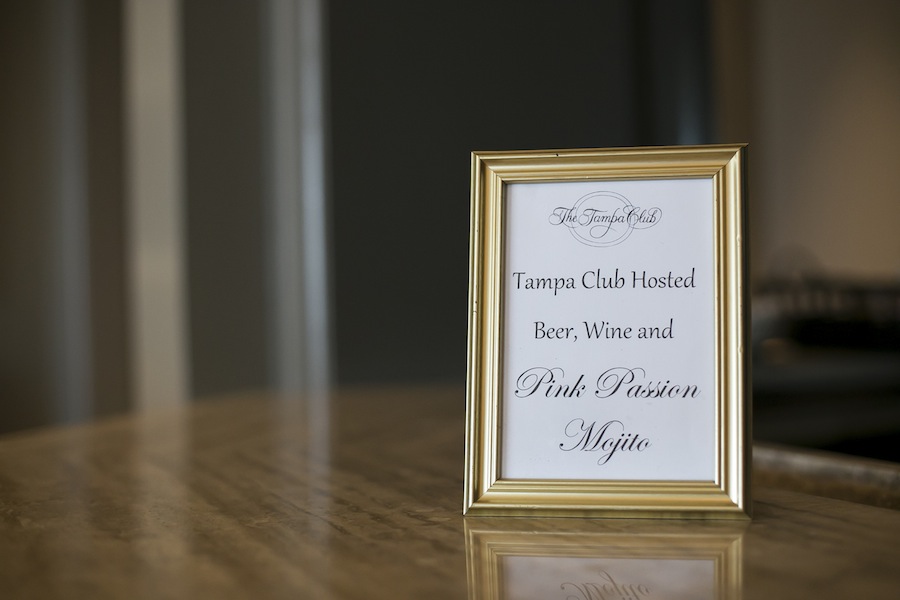 The Tampa Club
Tampa Club Hosted
Beer, Wine and
Pink Passion
Mojito